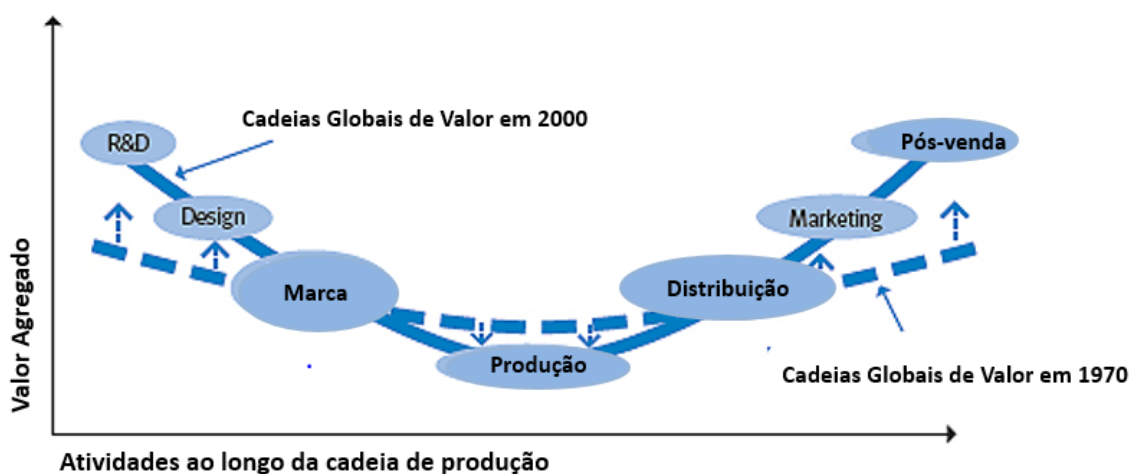 Cadeias Globais de Valor em 2000
R&D
Pós-venda
Design
Marketing
Marca
Distribuição
Produção
Cadeias Globais de Valor em 1970
Valor Agregado
Atividades ao longo da cadeia de produção